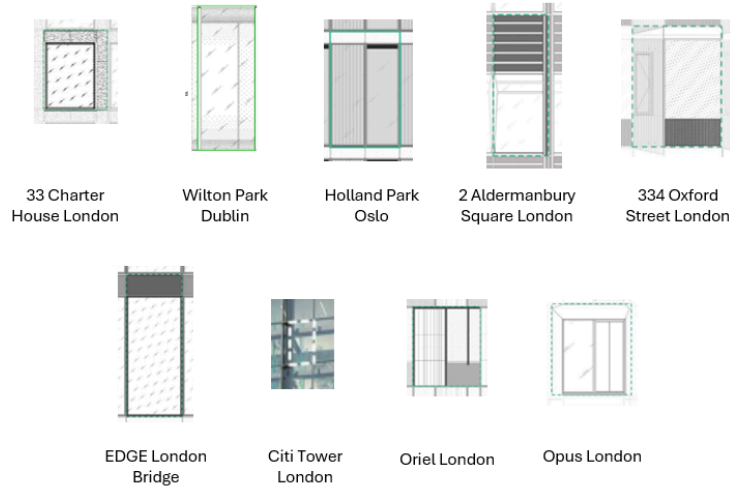 33 Charter
House London
Wilton Park
Dublin
Holland Park
Oslo
2 Aldermanbury
Square London
334 Oxford
Street London
EDGE London
Bridge
Citi Tower
London
Oriel London
Opus London